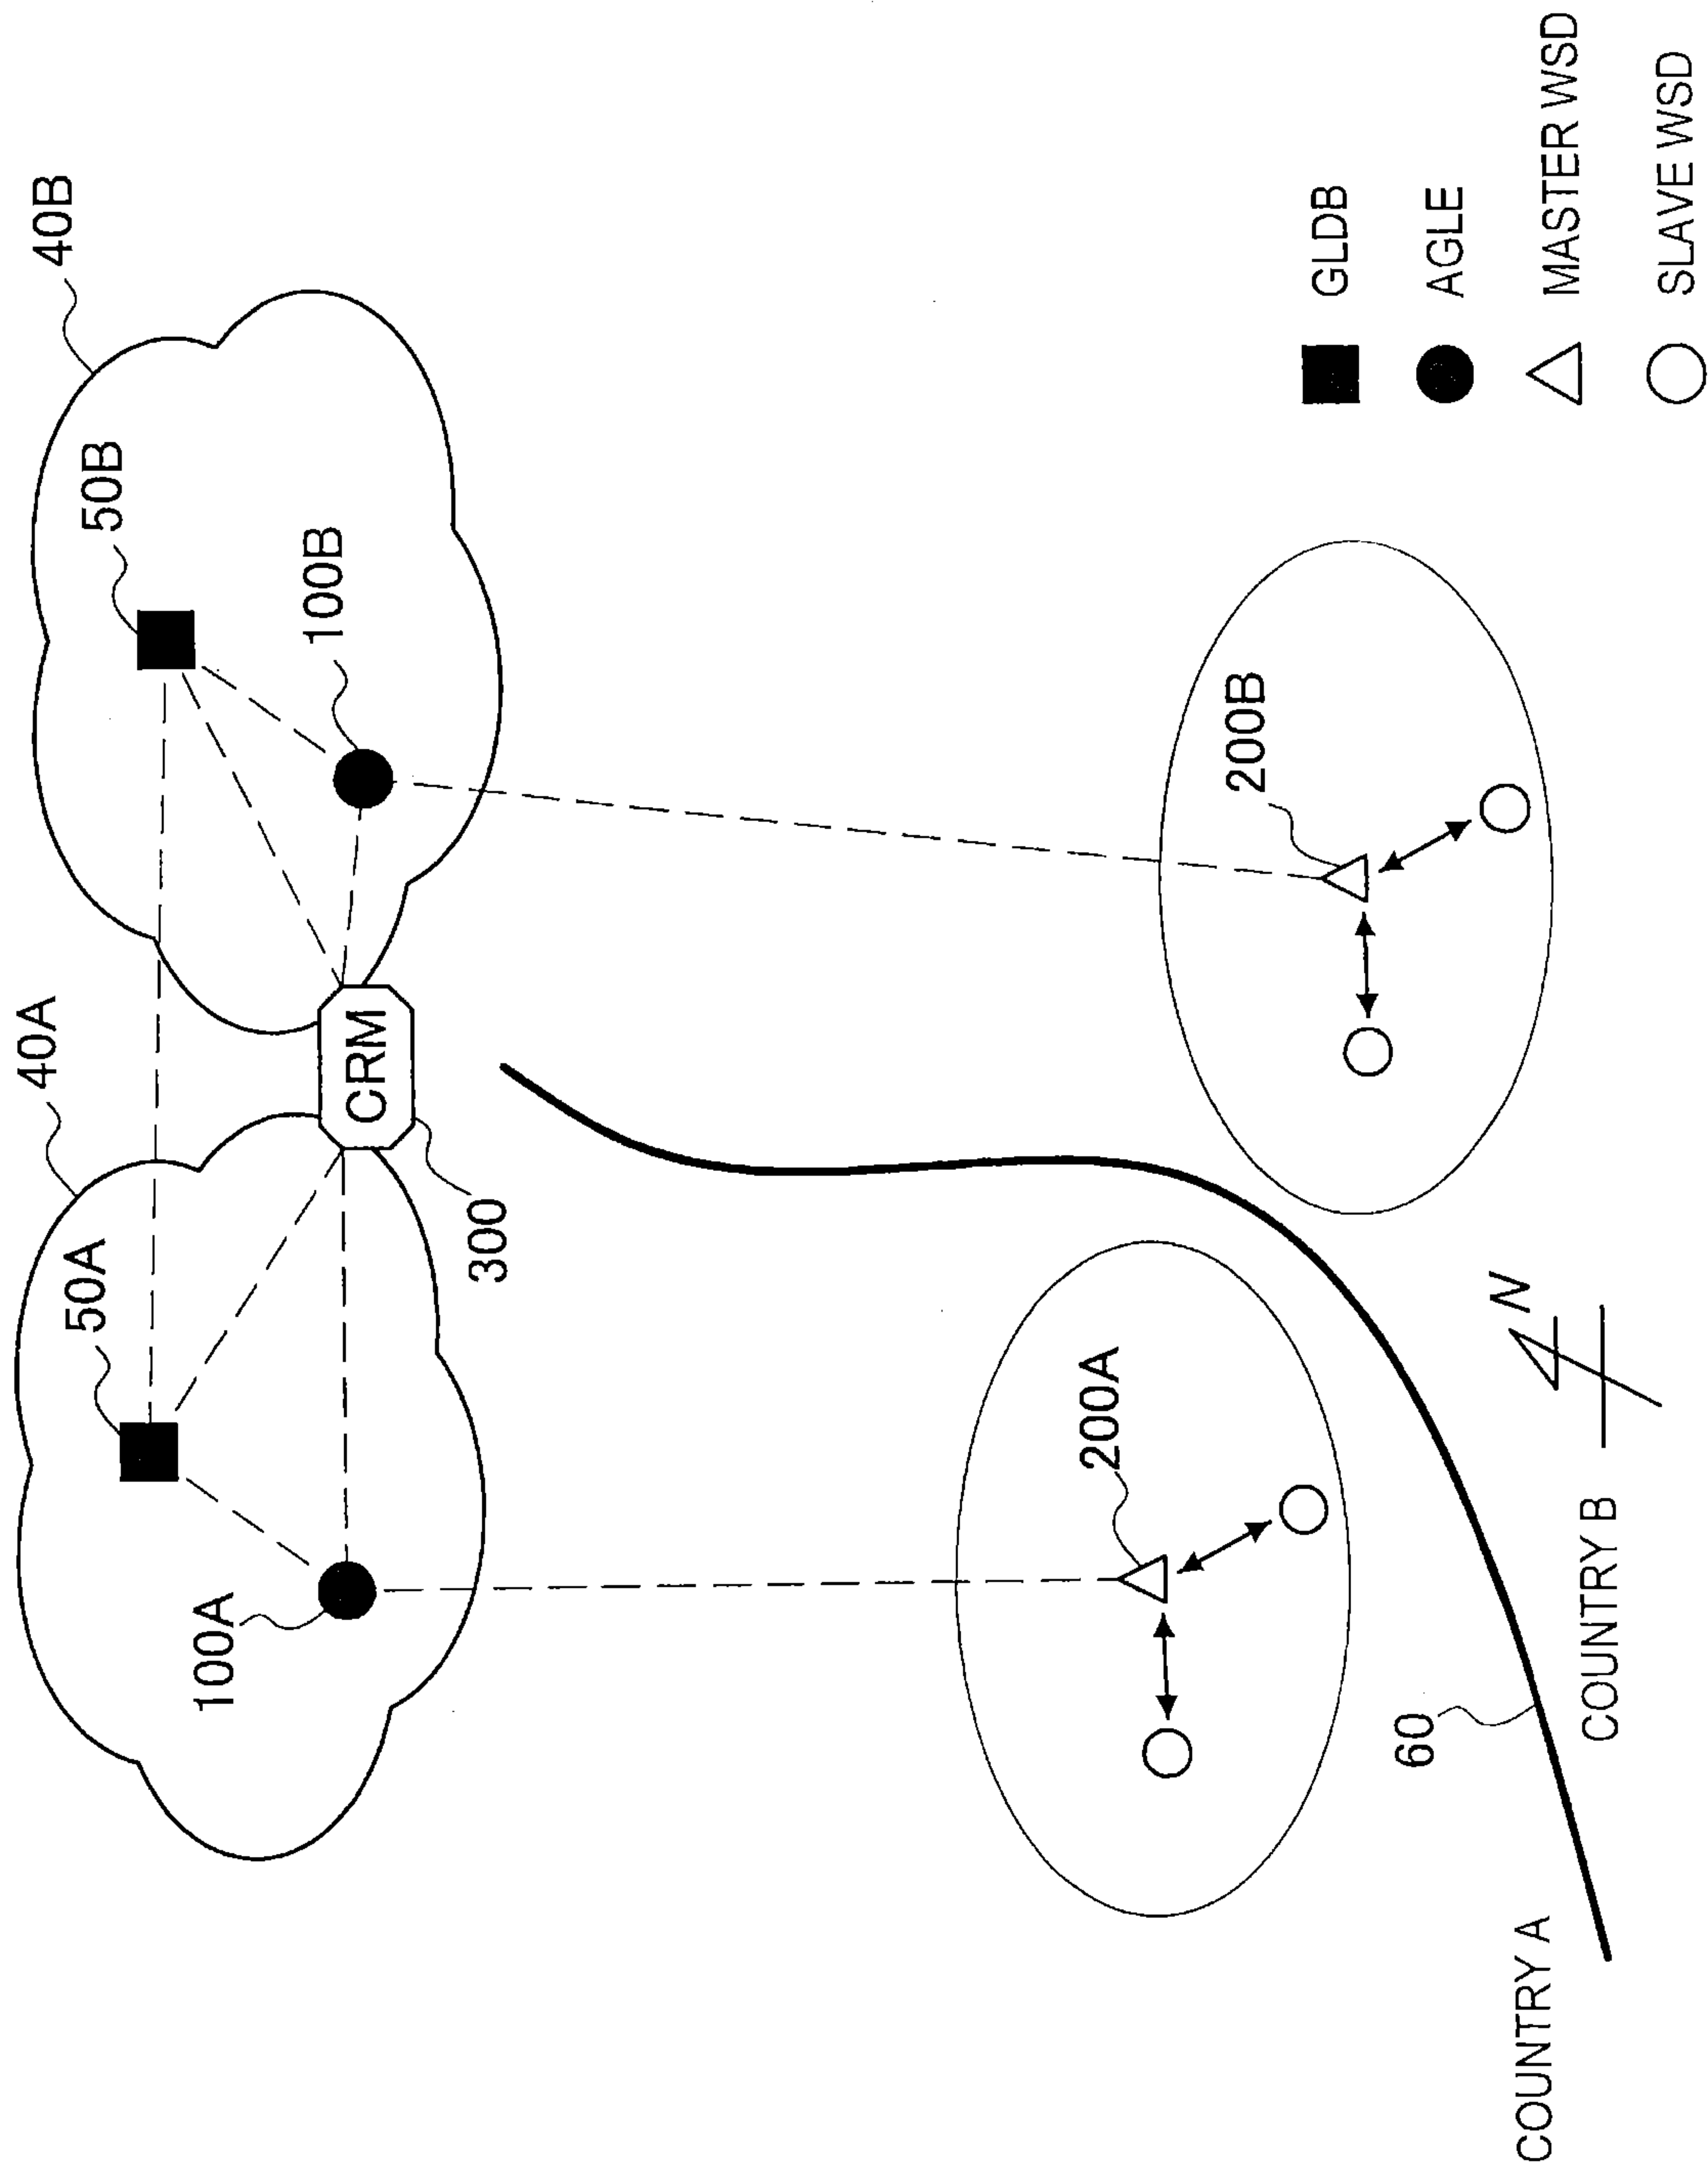 40A
40B
50A
50B
100A
100B
CRM
300
200A
200B
60
COUNTRY A
COUNTRY B
N
GLDB
AGLE
MASTER WSD
SLAVE WSD